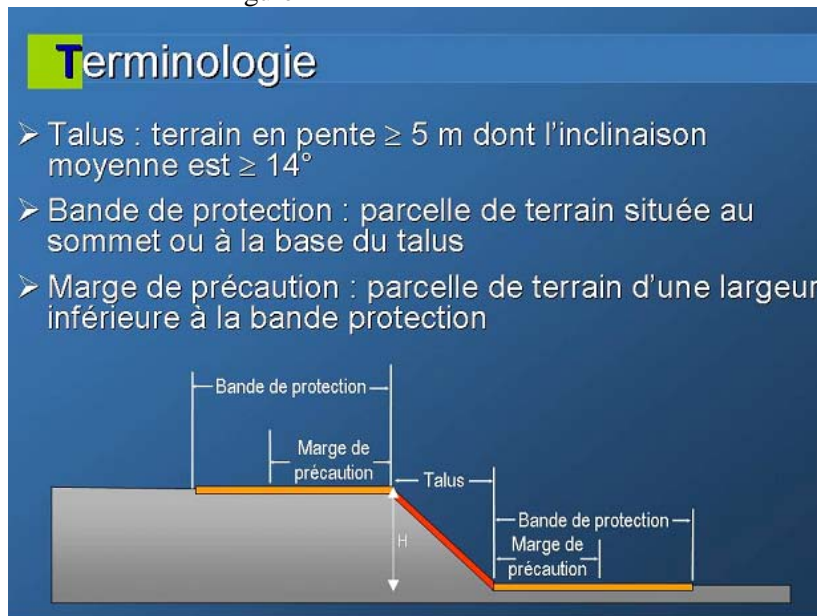 Terminologie
➢ Talus : terrain en pente ≥ 5 m dont l'inclinaison
moyenne est ≥ 14°
➢ Bande de protection : parcelle de terrain située au
sommet ou à la base du talus
➢ Marge de précaution : parcelle de terrain d'une largeur
inférieure à la bande protection
Bande de protection
Marge de
précaution
Talus
H
Bande de protection
Marge de
précaution